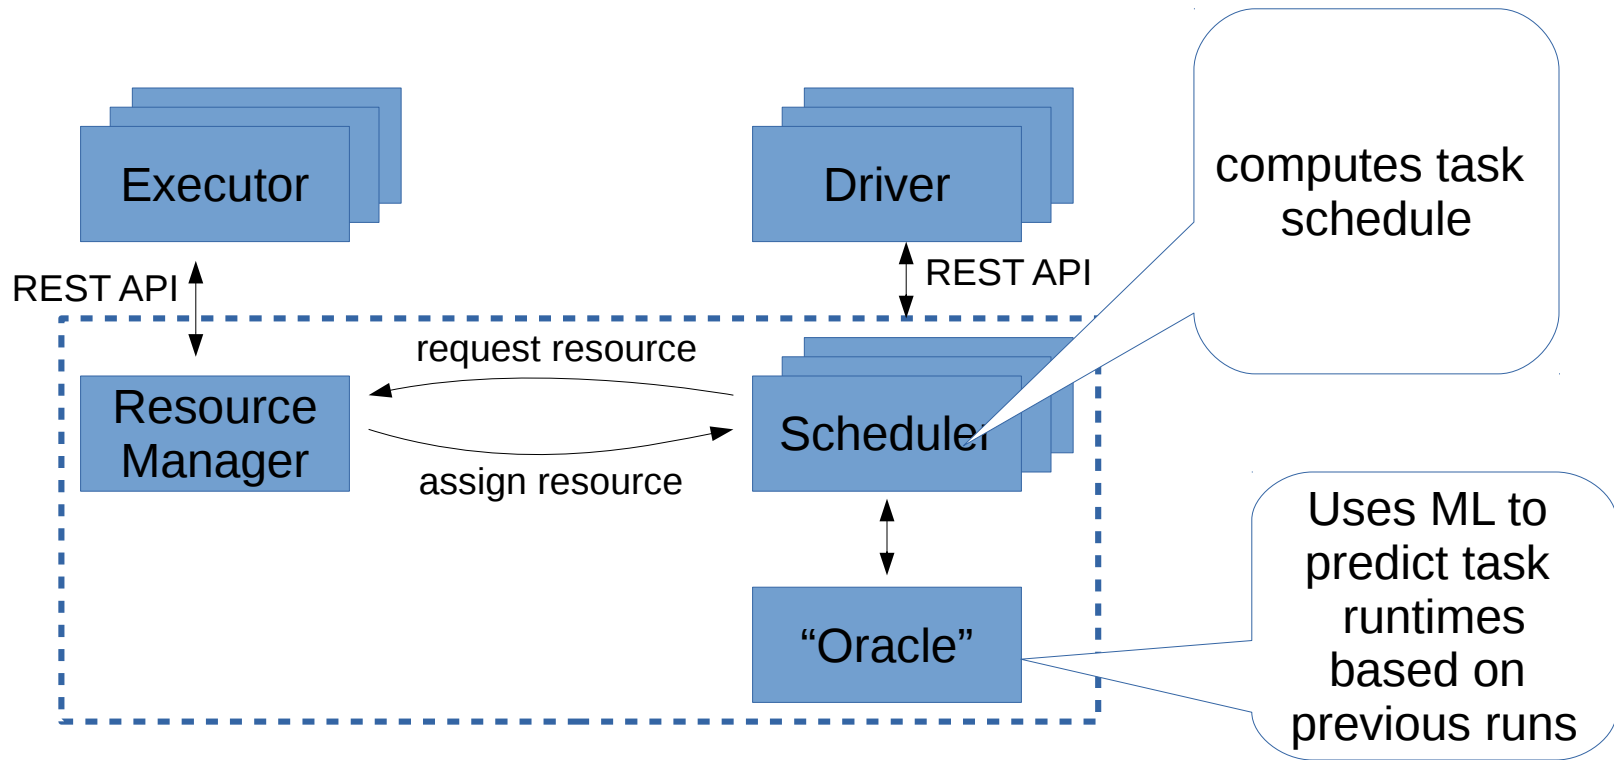 Executor
Driver
computes task
schedule
REST API
REST API
request resource
Resource
Manager
Scheduler
assign resource
“Oracle”
Uses ML to
predict task
runtimes
based on
previous runs